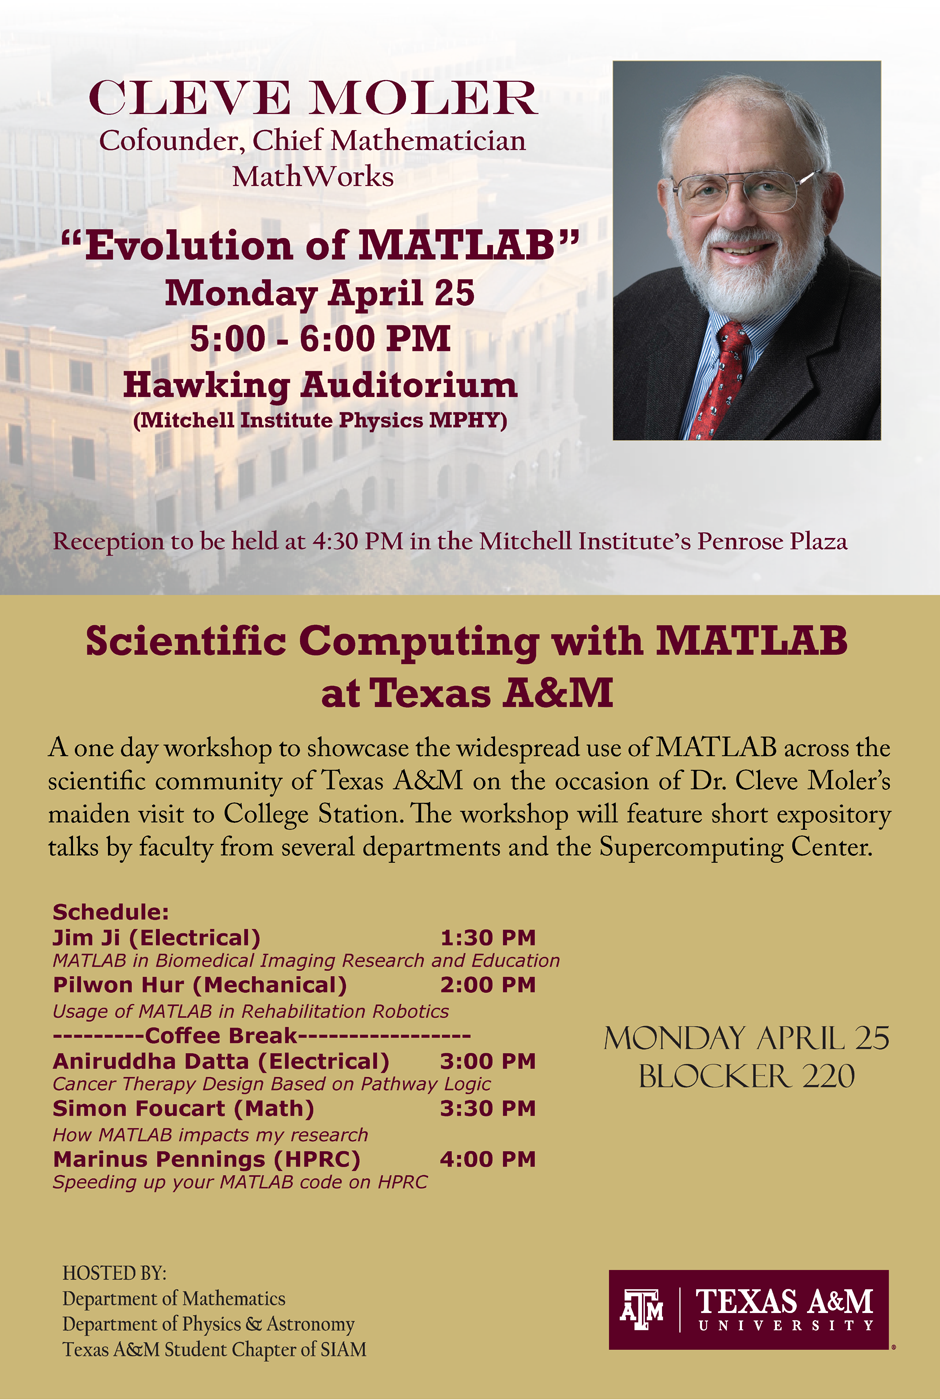 CLEVE MOLER
Cofounder, Chief Mathematician
MathWorks
“Evolution of MATLAB”
Monday April 25
5:00 - 6:00 PM
Hawking Auditorium
(Mitchell Institute Physics MPHY)
Reception to be held at 4:30 PM in the Mitchell Institute’s Penrose Plaza
Scientific Computing with MATLAB
at Texas A&M
A one day workshop to showcase the widespread use of MATLAB across the
scientific community of Texas A&M on the occasion of Dr. Cleve Moler’s
maiden visit to College Station. The workshop will feature short expository
talks by faculty from several departments and the Supercomputing Center.
Schedule:
Jim Ji (Electrical) 1:30 PM
MATLAB in Biomedical Imaging Research and Education
Pilwon Hur (Mechanical) 2:00 PM
Usage of MATLAB in Rehabilitation Robotics
---------Coffee Break-----------------
Aniruddha Datta (Electrical) 3:00 PM
Cancer Therapy Design Based on Pathway Logic
Simon Foucart (Math) 3:30 PM
How MATLAB impacts my research
Marinus Pennings (HPRC) 4:00 PM
Speeding up your MATLAB code on HPRC
MONDAY APRIL 25
BLOCKER 220
HOSTED BY:
Department of Mathematics
Department of Physics & Astronomy
Texas A&M Student Chapter of SIAM
ATM
TEXAS A&M
UNIVERSITY
®